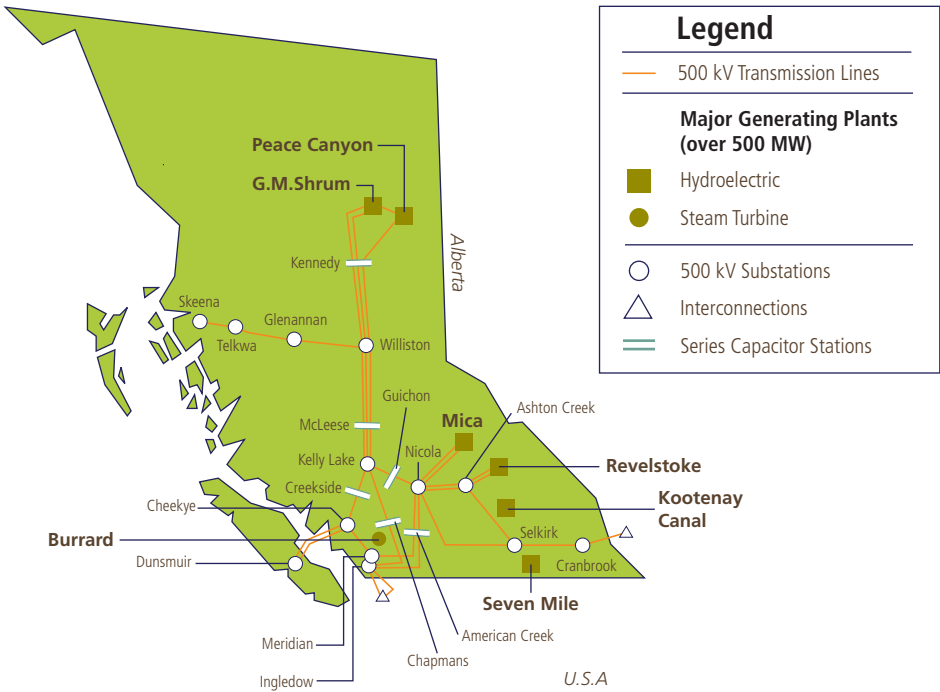 Legend
500 kV Transmission Lines
Major Generating Plants
(over 500 MW)
Hydroelectric
Steam Turbine
500 kV Substations
Interconnections
Series Capacitor Stations
Peace Canyon
G.M.Shrum
Alberta
Kennedy
Skeena
Glenannan
Telkwa
Williston
Guichon
Ashton Creek
McLeese
Mica
Nicola
Kelly Lake
Revelstoke
Creekside
Kootenay
Canal
Cheekye
Burrard
Selkirk
Dunsmuir
Cranbrook
Seven Mile
American Creek
Meridian
Chapmans
Ingledow
U.S.A